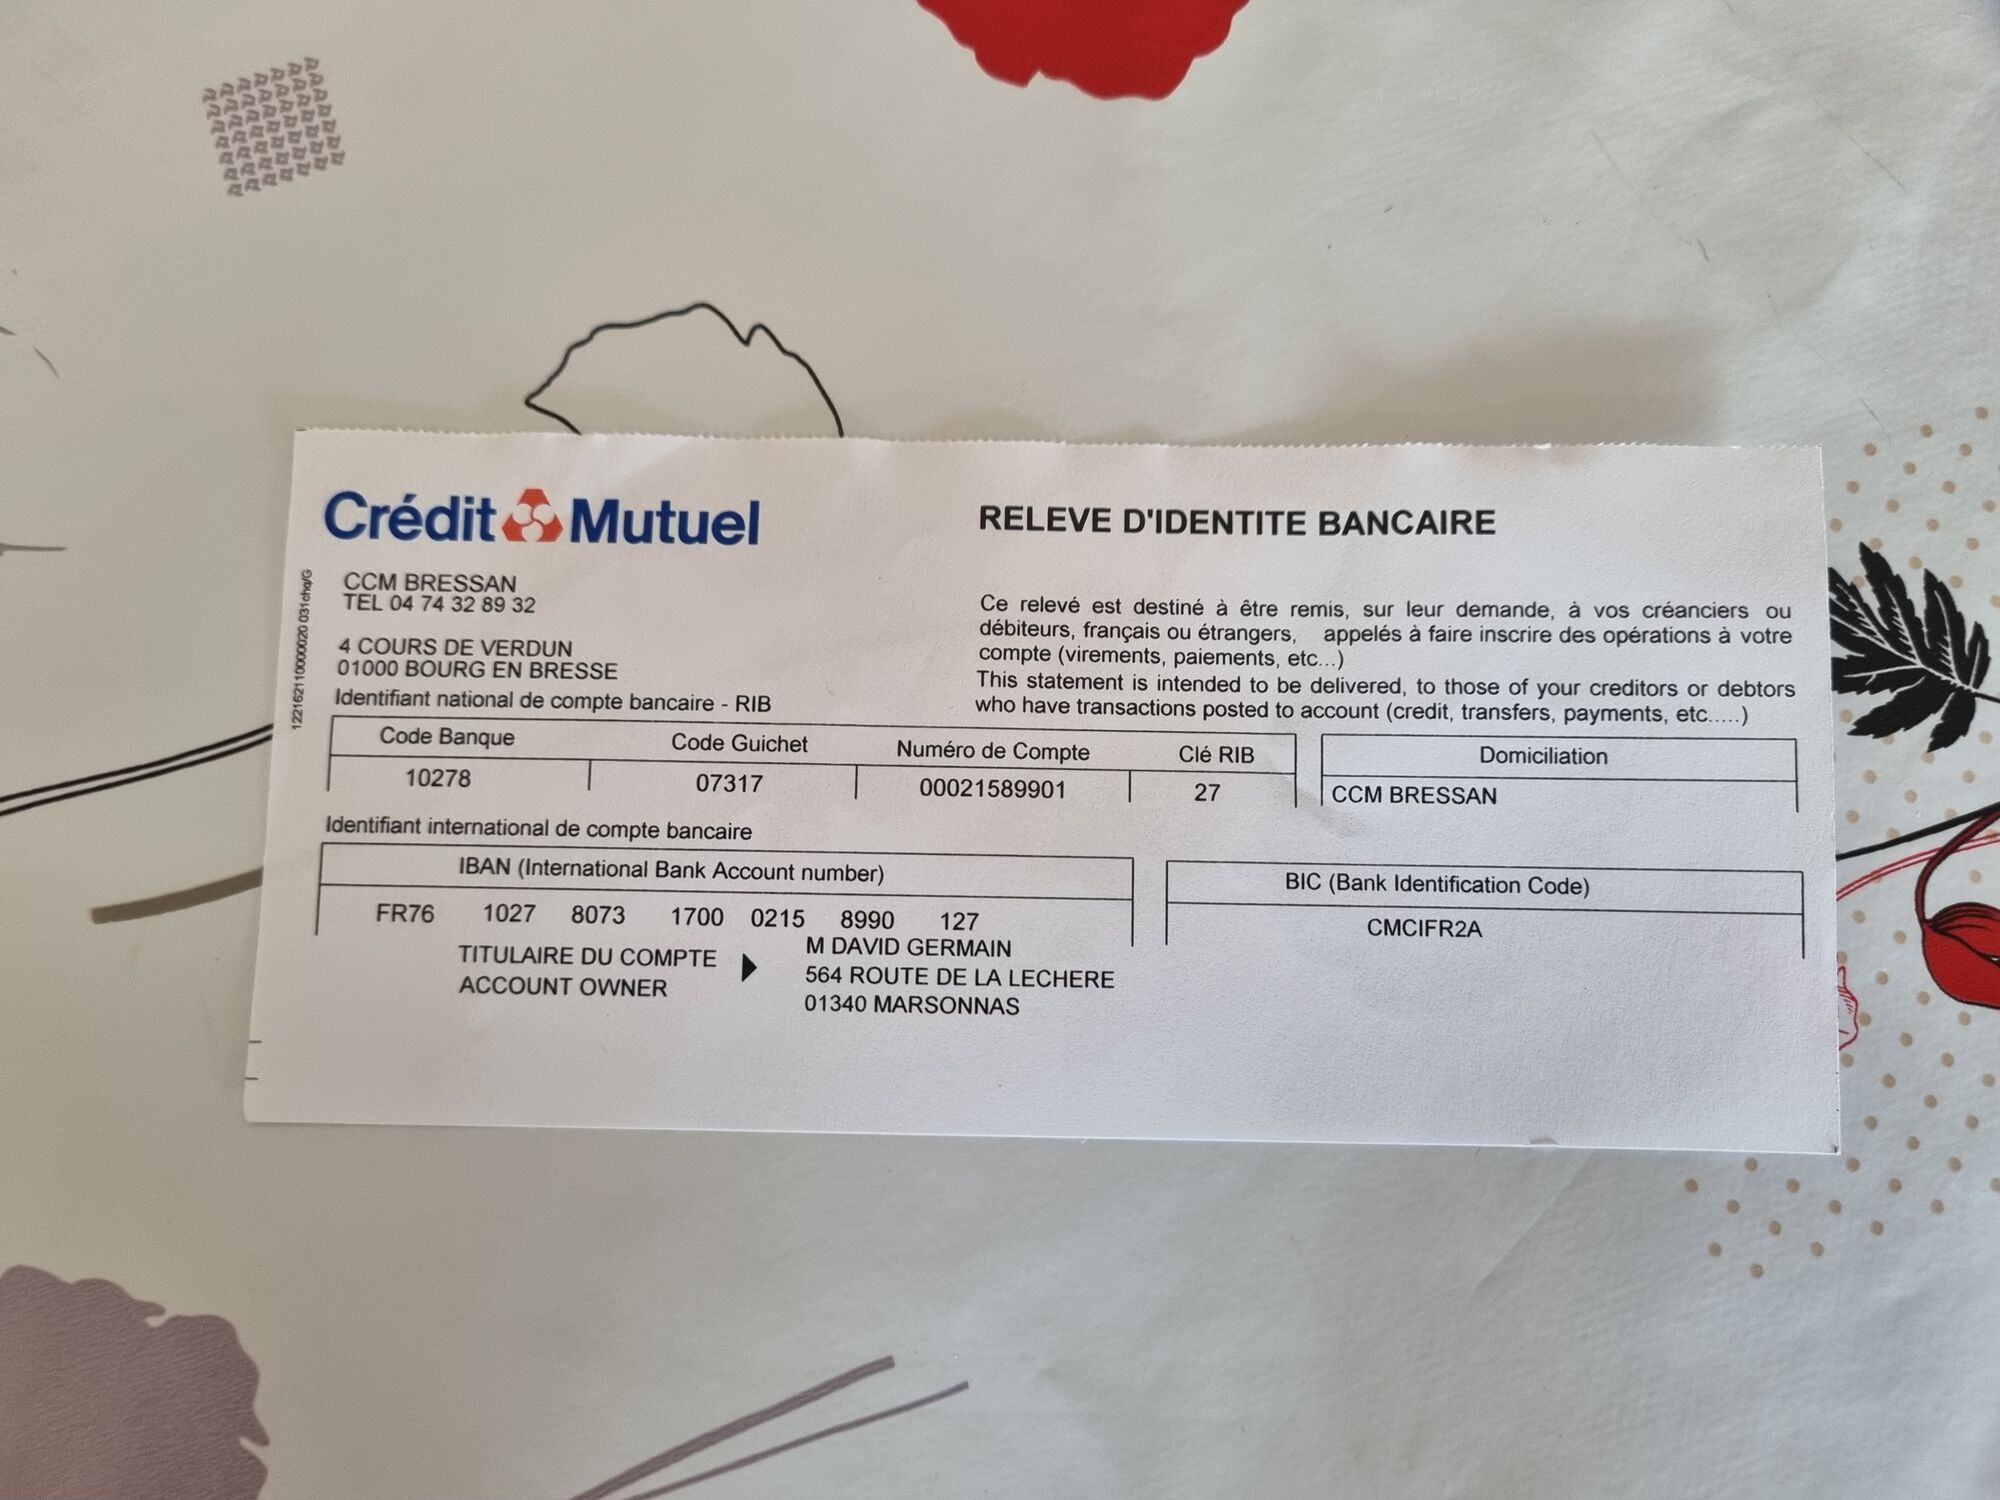 Crédit Mutuel
RELEVE D'IDENTITE BANCAIRE
CCM BRESSAN
TEL 04 74 32 89 32
4 COURS DE VERDUN
01000 BOURG EN BRESSE
Ce relevé est destiné à être remis, sur leur demande, à vos créanciers ou
débiteurs, français ou étrangers, appelés à faire inscrire des opérations à votre
compte (virements, paiements, etc...)
This statement is intended to be delivered, to those of your creditors or debtors
who have transactions posted to account (credit, transfers, payments, etc.....)
Identifiant national de compte bancaire - RIB
Code Banque Code Guichet Numéro de Compte Clé RIB Domiciliation
10278 07317 00021589901 27 CCM BRESSAN
Identifiant international de compte bancaire
IBAN (International Bank Account number) BIC (Bank Identification Code)
FR76 1027 8073 1700 0215 8990 127 CMCIFR2A
TITULAIRE DU COMPTE M DAVID GERMAIN
ACCOUNT OWNER 564 ROUTE DE LA LECHERE
01340 MARSONNAS